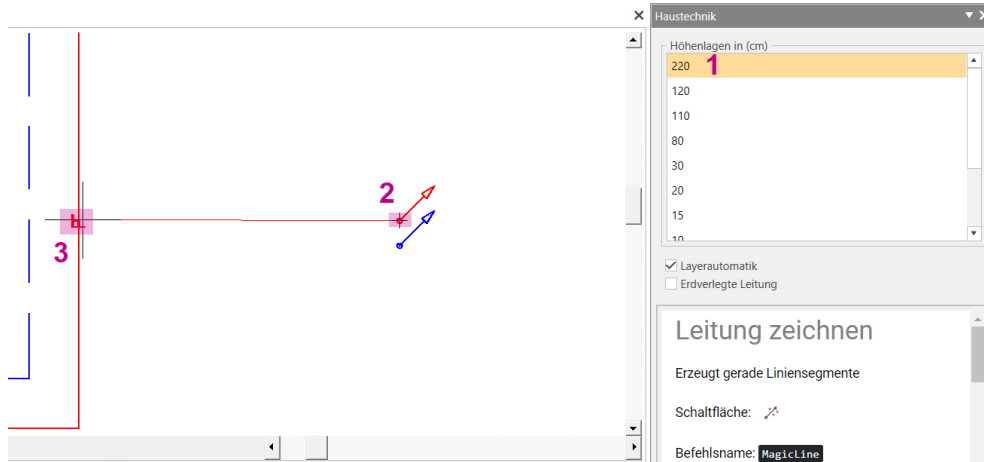 Haustechnik
Höhenlagen in (cm)
220
1
120
110
80
30
20
15
10
Layerautomatik
Erdverlegte Leitung
2
3
Leitung zeichnen
Erzeugt gerade Liniensegmente
Schaltfläche:
Befehlsname: MagicLine